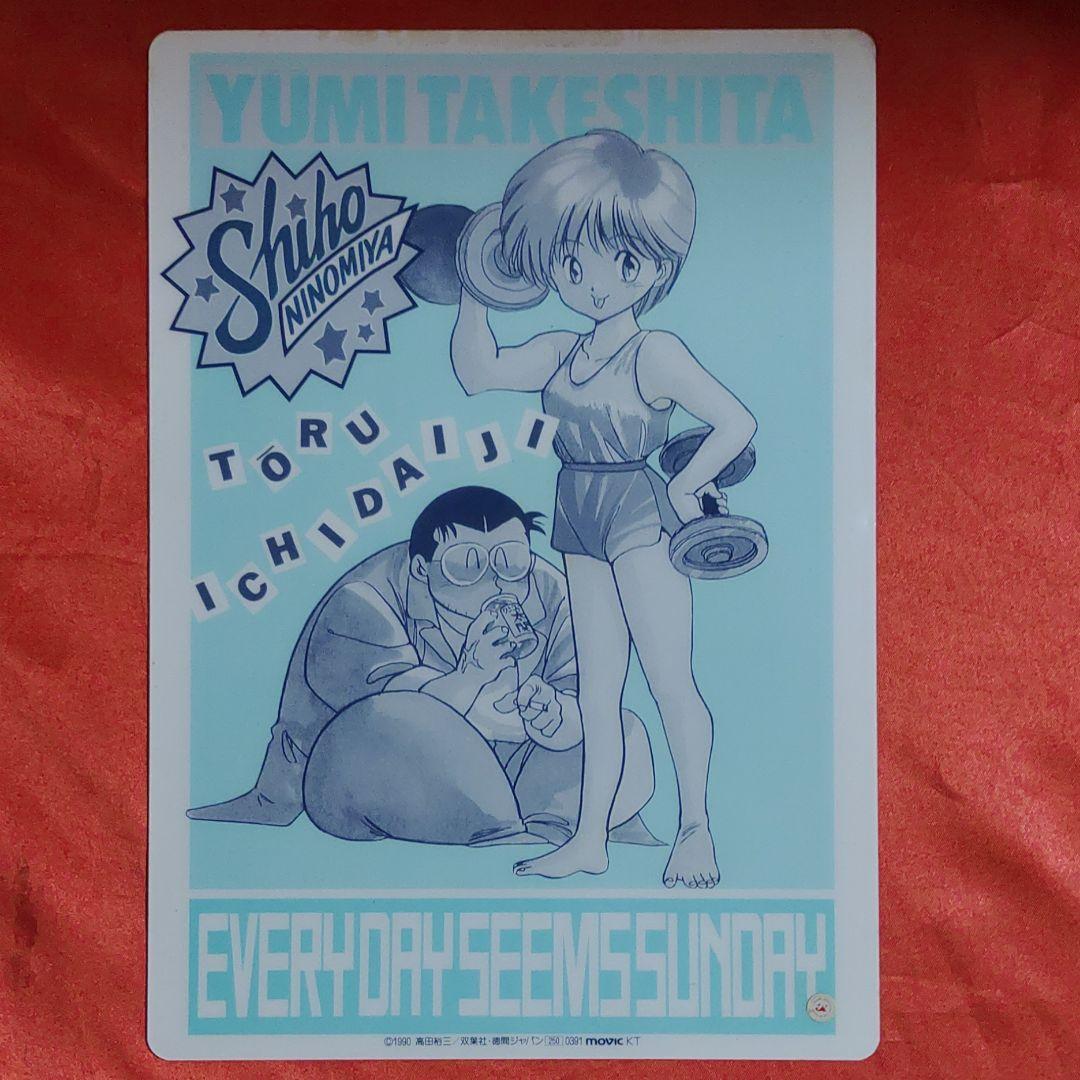 YUMI TAKESHITA
Shiho
NINOMIYA
TŌRU
ICHIDAIJI
EVERYDAY SEEMS SUNDAY
©1990 高田裕三/双葉社・徳間ジャパン [250] 0391 movic KT